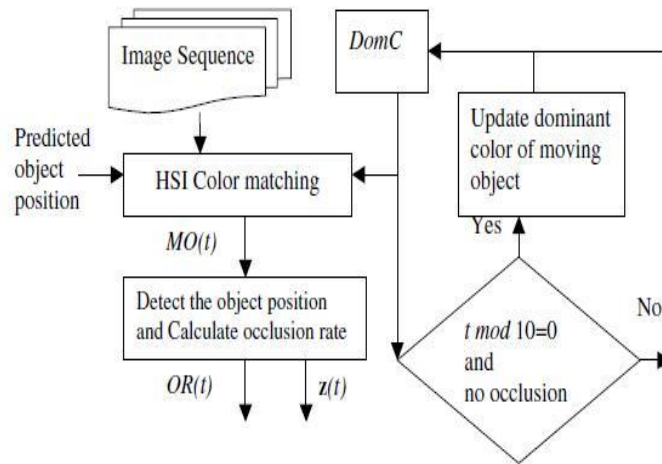 Image Sequence
DomC
Predicted
object
position
HSI Color matching
Update dominant
color of moving
object
MO(t)
Yes
Detect the object position
and Calculate occlusion rate
t mod 10=0
and
no occlusion
No
OR(t)
z(t)